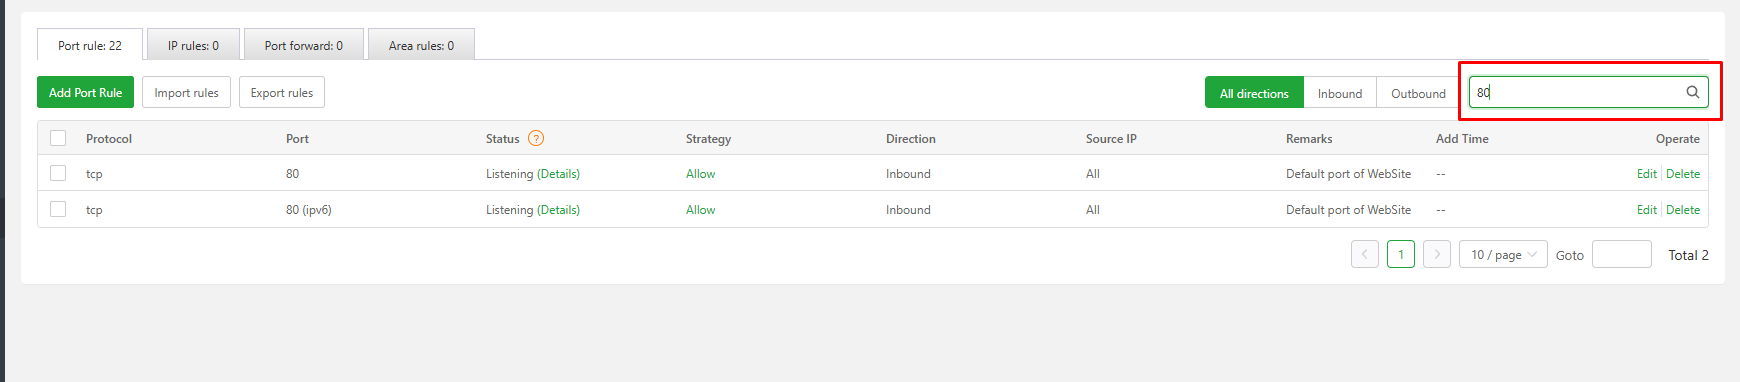 Port rule: 22 IP rules: 0 Port forward: 0 Area rules: 0
Add Port Rule Import rules Export rules All directions Inbound Outbound 80
Protocol Port Status ? Strategy Direction Source IP Remarks Add Time Operate
tcp 80 Listening (Details) Allow Inbound All Default port of WebSite -- Edit Delete
tcp 80 (ipv6) Listening (Details) Allow Inbound All Default port of WebSite -- Edit Delete
1 10 / page Goto Total 2